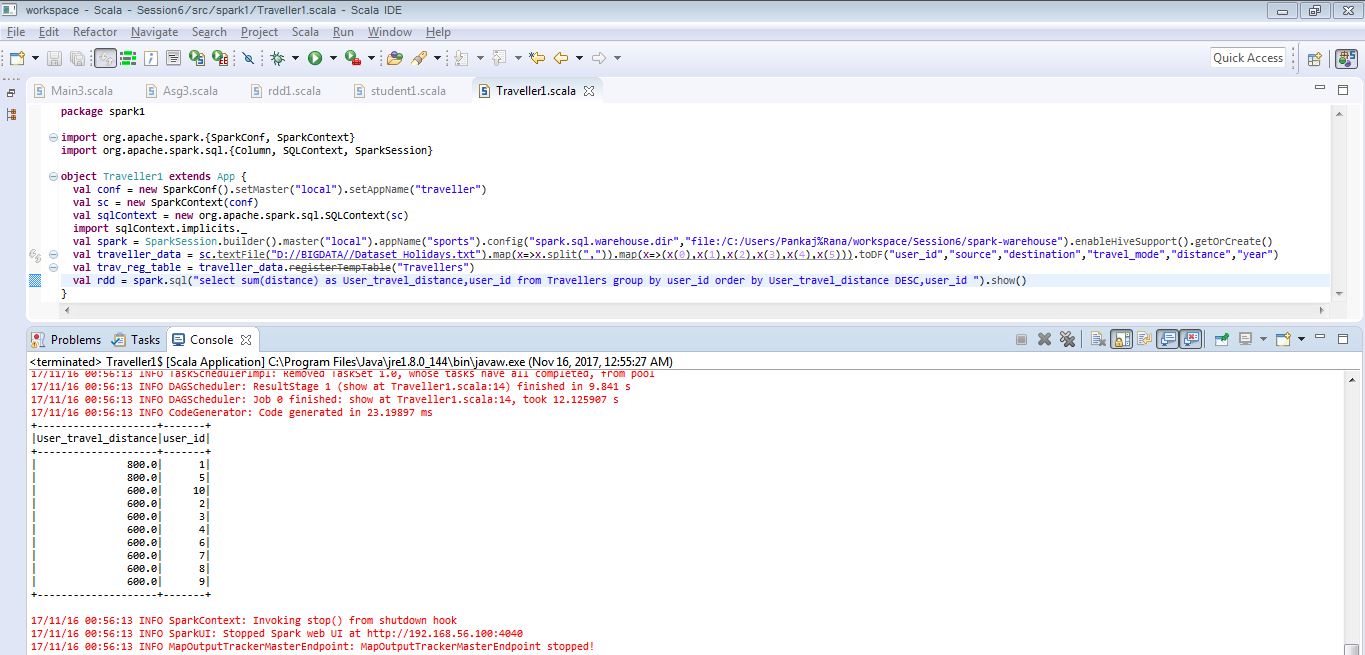 workspace - Scala - Session6/src/spark1/Traveller1.scala - Scala IDE
File Edit Refactor Navigate Search Project Scala Run Window Help
Quick Access
Main3.scala Asg3.scala rdd1.scala student1.scala Traveller1.scala
package spark1
import org.apache.spark.{SparkConf, SparkContext}
import org.apache.spark.sql.{Column, SQLContext, SparkSession}
object Traveller1 extends App {
val conf = new SparkConf().setMaster("local").setAppName("traveller")
val sc = new SparkContext(conf)
val sqlContext = new org.apache.spark.sql.SQLContext(sc)
import sqlContext.implicits._
val spark = SparkSession.builder().master("local").appName("sports").config("spark.sql.warehouse.dir","file:/C:/Users/Pankaj%Rana/workspace/Session6/spark-warehouse").enableHiveSupport().getOrCreate()
val traveller_data = sc.textFile("D://BIGDATA//Dataset_Holidays.txt").map(x=>x.split(",")).map(x=>(x(0),x(1),x(2),x(3),x(4),x(5))).toDF("user_id","source","destination","travel_mode","distance","year")
val trav_reg_table = traveller_data.registerTempTable("Travellers")
val rdd = spark.sql("select sum(distance) as User_travel_distance,user_id from Travellers group by user_id order by User_travel_distance DESC,user_id ").show()
}
Problems Tasks Console
<terminated> Traveller1$ [Scala Application] C:\Program Files\Java\jre1.8.0_144\bin\javaw.exe (Nov 16, 2017, 12:55:27 AM)
17/11/16 00:56:13 INFO TaskSchedulerImpl: Removed TaskSet 1.0, whose tasks have all completed, from pool
17/11/16 00:56:13 INFO DAGScheduler: ResultStage 1 (show at Traveller1.scala:14) finished in 9.841 s
17/11/16 00:56:13 INFO DAGScheduler: Job 0 finished: show at Traveller1.scala:14, took 12.125907 s
17/11/16 00:56:13 INFO CodeGenerator: Code generated in 23.19897 ms
+--------------------+-------+
|User_travel_distance|user_id|
+--------------------+-------+
|               800.0|      1|
|               800.0|      5|
|               600.0|     10|
|               600.0|      2|
|               600.0|      3|
|               600.0|      4|
|               600.0|      6|
|               600.0|      7|
|               600.0|      8|
|               600.0|      9|
+--------------------+-------+
17/11/16 00:56:13 INFO SparkContext: Invoking stop() from shutdown hook
17/11/16 00:56:13 INFO SparkUI: Stopped Spark web UI at http://192.168.56.100:4040
17/11/16 00:56:13 INFO MapOutputTrackerMasterEndpoint: MapOutputTrackerMasterEndpoint stopped!